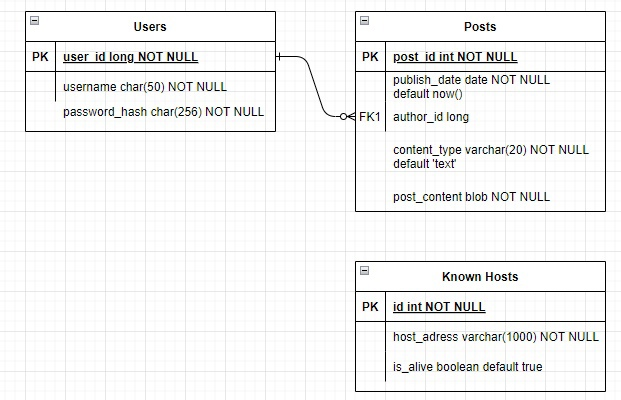 Users
PK user_id long NOT NULL
username char(50) NOT NULL
password_hash char(256) NOT NULL
Posts
PK post_id int NOT NULL
publish_date date NOT NULL
default now()
FK1 author_id long
content_type varchar(20) NOT NULL
default 'text'
post_content blob NOT NULL
Known Hosts
PK id int NOT NULL
host_adress varchar(1000) NOT NULL
is_alive boolean default true